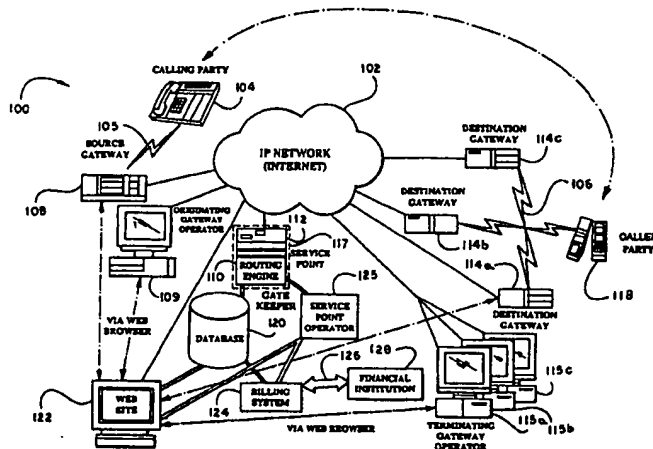 CALLING PARTY
104
102
100
105
SOURCE
GATEWAY
108
IP NETWORK
(INTERNET)
DESTINATION
GATEWAY
114c
DESTINATION
GATEWAY
106
114b
CALLED
PARTY
118
ORIGINATING GATEWAY
OPERATOR
109
112
117
SERVICE
POINT
110
ROUTING
ENGINE
GATE
KEEPER
125
SERVICE
POINT
OPERATOR
114a
DESTINATION
GATEWAY
VIA WEB
BROWSER
DATABASE
120
126
128
FINANCIAL
INSTITUTION
115c
122
WEB
SITE
124
BILLING
SYSTEM
VIA WEB BROWSER
TERMINATING
GATEWAY
OPERATOR
115a
115b